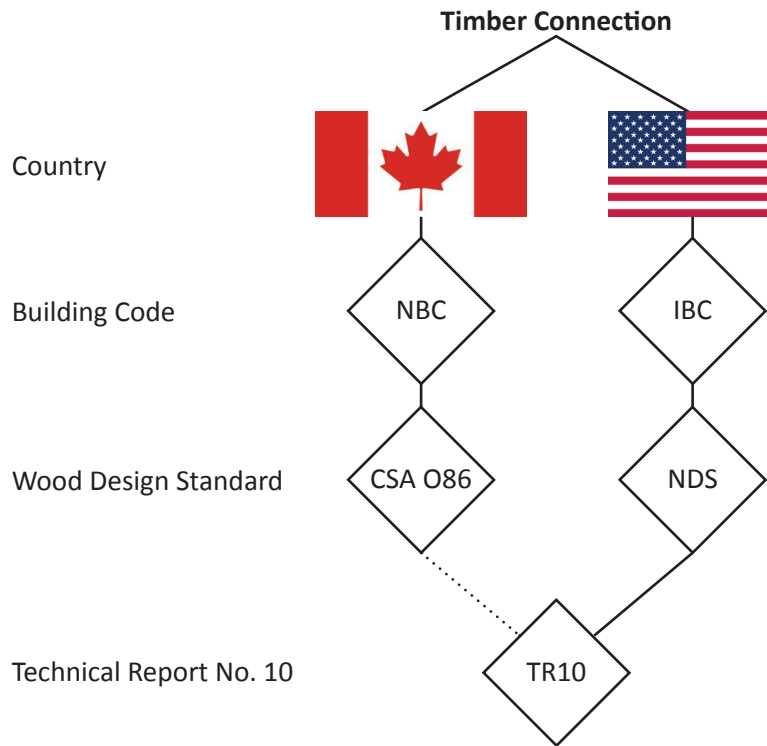 Timber Connection
Country
Building Code
NBC
IBC
Wood Design Standard
CSA O86
NDS
Technical Report No. 10
TR10